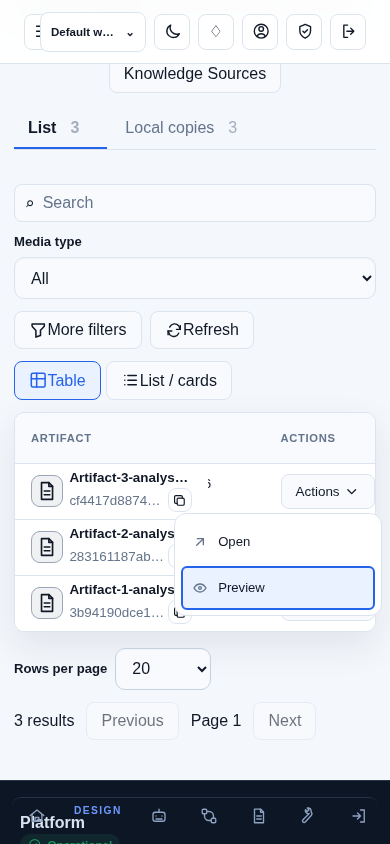 Default w... ⌄
Knowledge Sources
List 3
Local copies 3
Search
Media type
All
More filters
Refresh
Table
List / cards
ARTIFACT
ACTIONS
Artifact-3-analys...
cf4417d8874...
Actions
Artifact-2-analys
283161187ab...
Open
Preview
Artifact-1-analys
3b94190dce1...
Rows per page 20
3 results Previous Page 1 Next
DESIGN
Platform
Operational